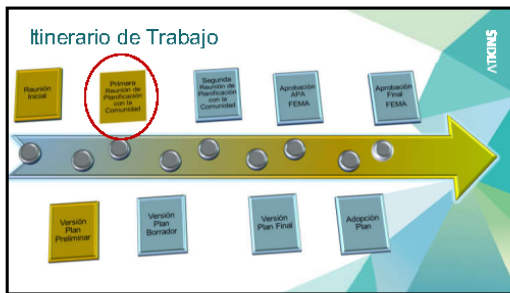 Itinerario de Trabajo
ATKINS
Reunión
Inicial
Primera
Reunión de
Planificación
con la
Comunidad
Segunda
Reunión de
Planificación
con la
Comunidad
Aprobación
APA
FEMA
Aprobación
Final
FEMA
Versión
Plan
Preliminar
Versión
Plan
Borrador
Versión
Plan Final
Adopción
Plan